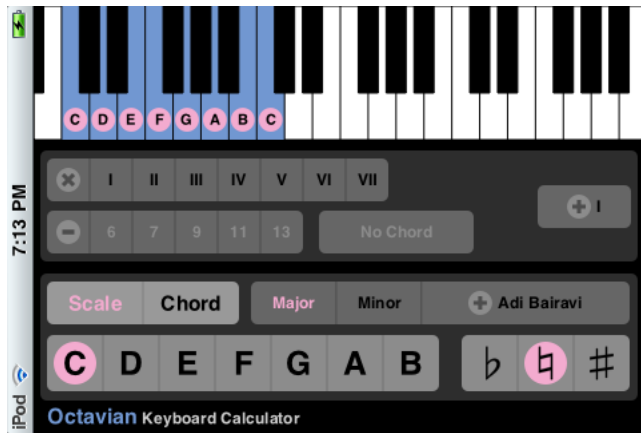 7:13 PM
iPod
C D E F G A B C
I II III IV V VI VII
I
6 7 9 11 13 No Chord
Scale Chord Major Minor Adi Bairavi
C D E F G A B ♭ ♮ ♯
Octavian Keyboard Calculator